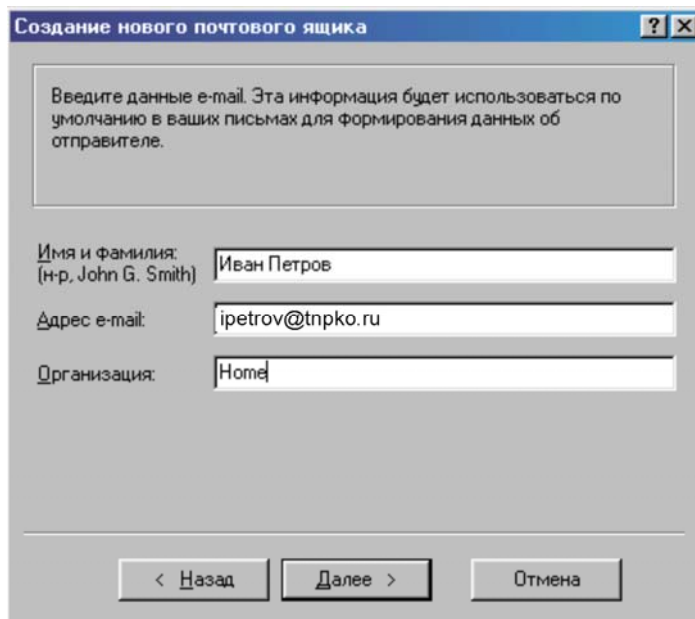 Создание нового почтового ящика
Введите данные e-mail. Эта информация будет использоваться по
умолчанию в ваших письмах для формирования данных об
отправителе.
Имя и фамилия:
(н-р, John G. Smith)
Иван Петров
Адрес e-mail:
ipetrov@tnpko.ru
Организация:
Home
< Назад
Далее >
Отмена